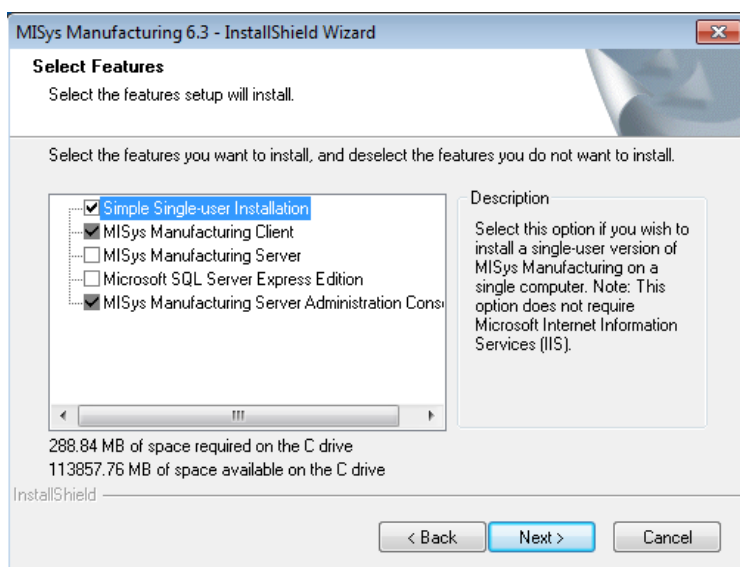 MISys Manufacturing 6.3 - InstallShield Wizard
Select Features
Select the features setup will install.
Select the features you want to install, and deselect the features you do not want to install.
Simple Single-user Installation
MISys Manufacturing Client
MISys Manufacturing Server
Microsoft SQL Server Express Edition
MISys Manufacturing Server Administration Cons
Description
Select this option if you wish to
install a single-user version of
MISys Manufacturing on a
single computer. Note: This
option does not require
Microsoft Internet Information
Services (IIS).
288.84 MB of space required on the C drive
113857.76 MB of space available on the C drive
InstallShield
< Back
Next >
Cancel